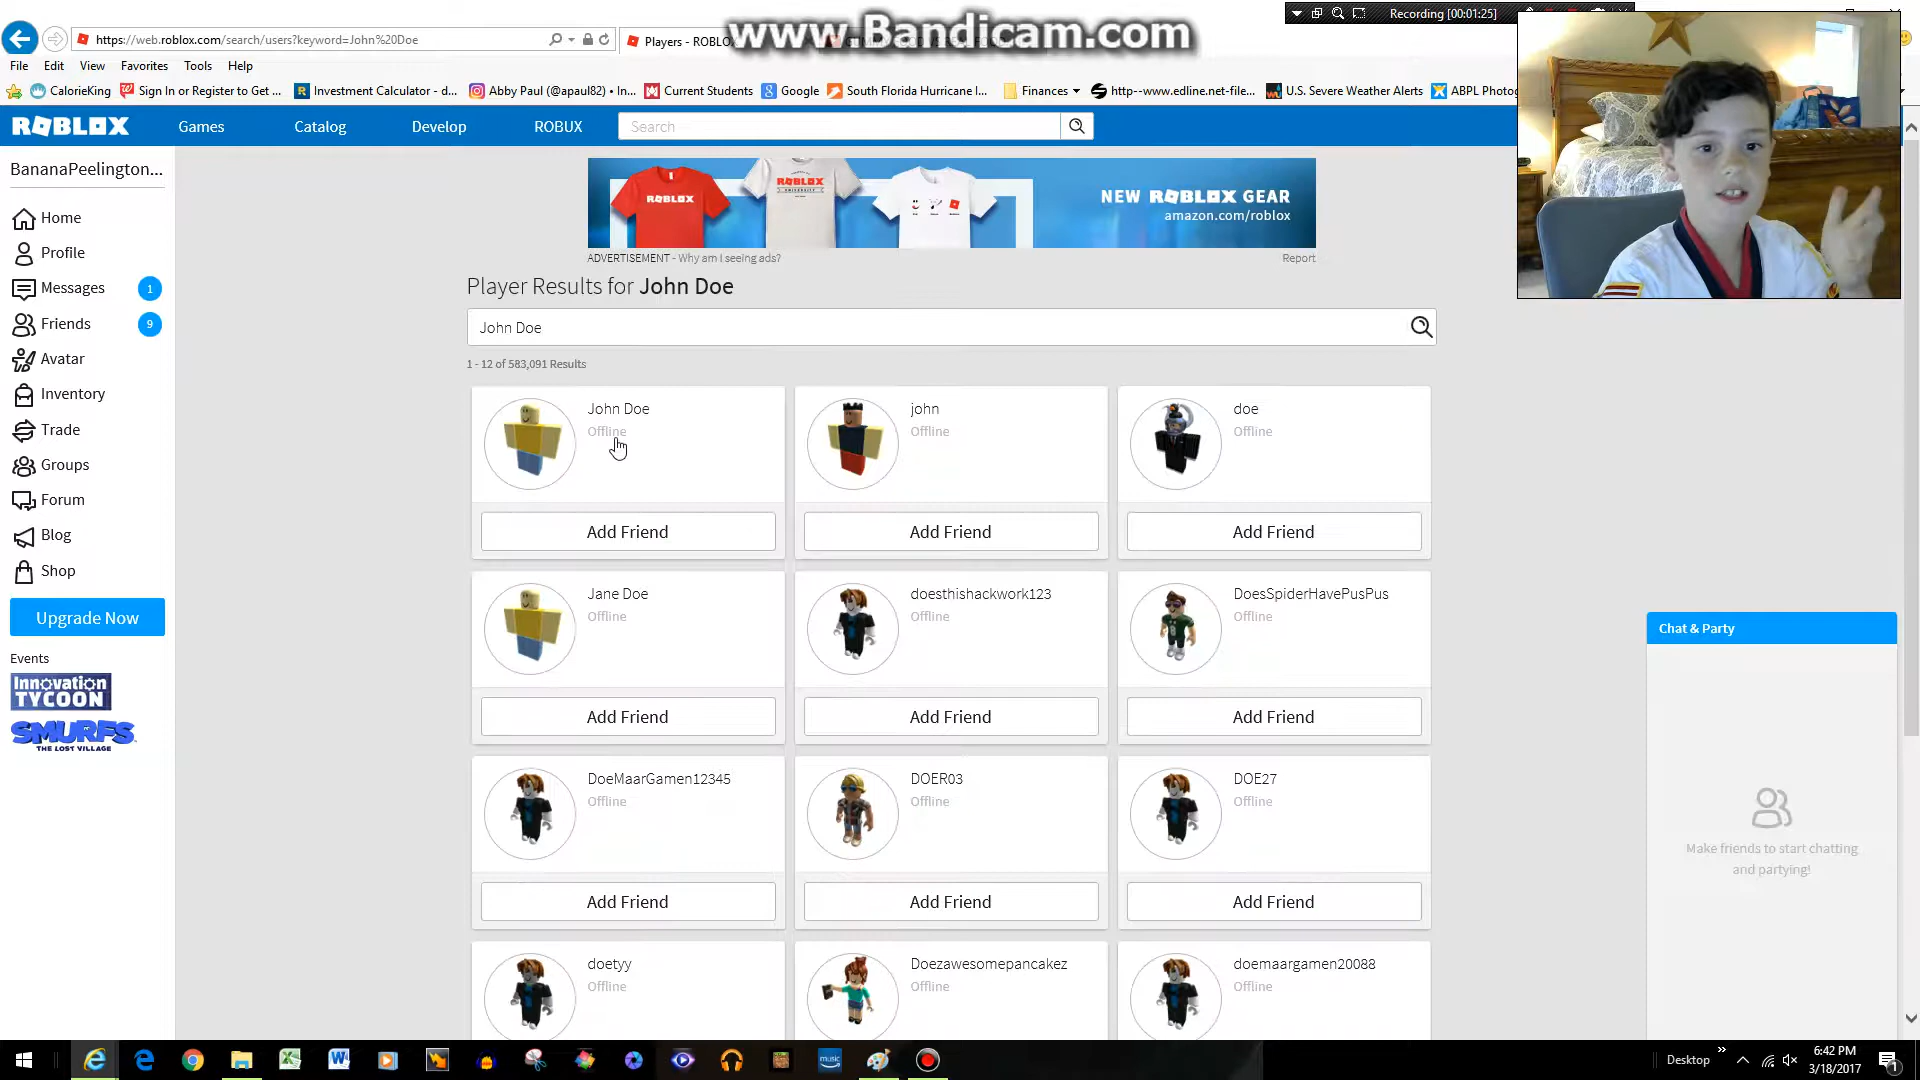 www.Bandicam.com
Recording [00:01:25]
https://web.roblox.com/search/users?keyword=John%20Doe
Players - ROBLOX
File Edit View Favorites Tools Help
CalorieKing Sign In or Register to Get ... Investment Calculator - d... Abby Paul (@apaul82) • In... Current Students Google South Florida Hurricane I... Finances http--www.edline.net-file... U.S. Severe Weather Alerts ABPL Photog
ROBLOX Games Catalog Develop ROBUX Search
BananaPeelington...
Home
Profile
Messages 1
Friends 9
Avatar
Inventory
Trade
Groups
Forum
Blog
Shop
Upgrade Now
Events
Innovation
TYCOON
SMURFS
THE LOST VILLAGE
ROBLOX
ROBLOX
UNIVERSITY
NEW ROBLOX GEAR
amazon.com/roblox
ADVERTISEMENT - Why am I seeing ads? Report
Player Results for John Doe
John Doe
1 - 12 of 583,091 Results
John Doe
Offline
Add Friend
john
Offline
Add Friend
doe
Offline
Add Friend
Jane Doe
Offline
Add Friend
doesthishackwork123
Offline
Add Friend
DoesSpiderHavePusPus
Offline
Add Friend
DoeMaarGamen12345
Offline
Add Friend
DOER03
Offline
Add Friend
DOE27
Offline
Add Friend
doetyy
Offline
Doezawesomepancakez
Offline
doemaargamen20088
Offline
Chat & Party
Make friends to start chatting
and partying!
music
Desktop
6:42 PM
3/18/2017
1